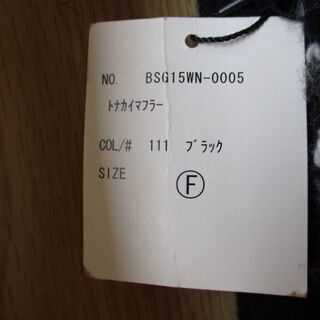 NO. BSG15WN-0005
ﾄﾅｶｲﾏﾌﾗｰ
COL/# 111 ﾌﾞﾗｯｸ
SIZE
Ⓕ